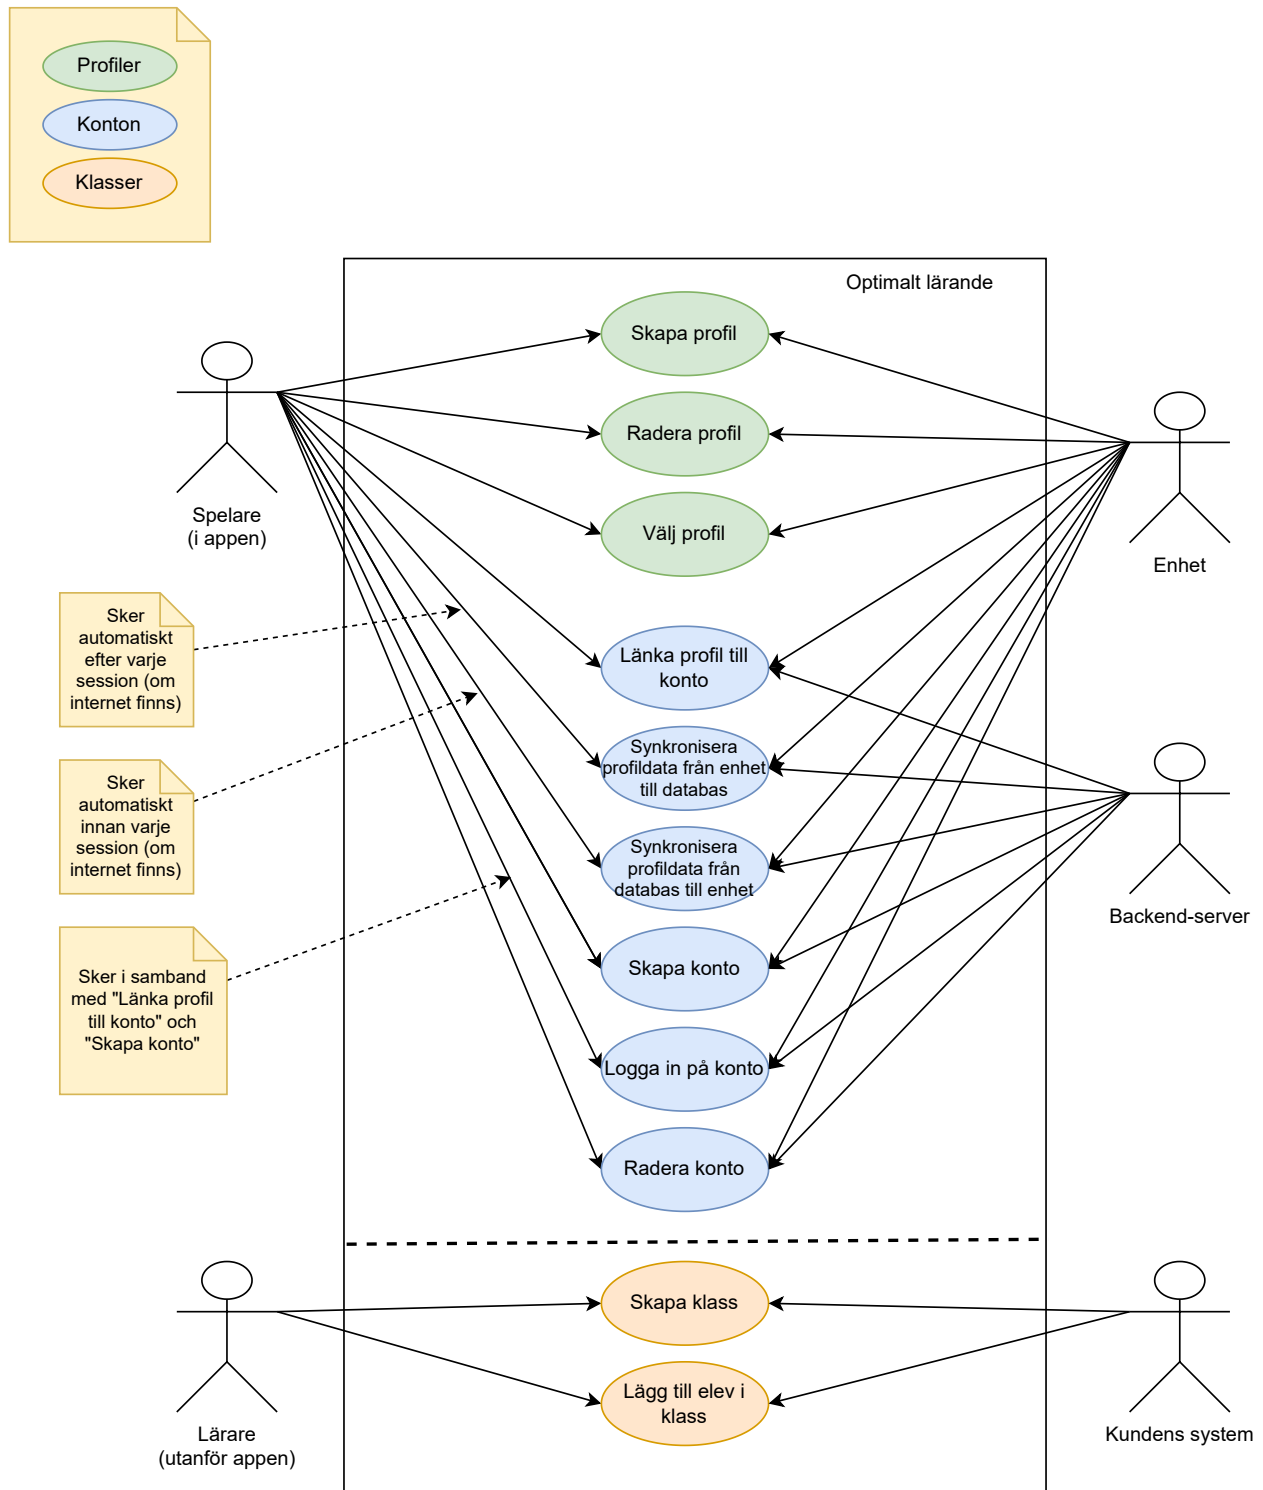 Profiler
Konton
Klasser
Optimalt lärande
Skapa profil
Radera profil
Välj profil
Spelare
(i appen)
Enhet
Sker
automatiskt
efter varje
session (om
internet finns)
Länka profil till
konto
Synkronisera
profildata från enhet
till databas
Sker
automatiskt
innan varje
session (om
internet finns)
Synkronisera
profildata från
databas till enhet
Backend-server
Skapa konto
Sker i samband
med "Länka profil
till konto" och
"Skapa konto"
Logga in på konto
Radera konto
Skapa klass
Lägg till elev i
klass
Lärare
(utanför appen)
Kundens system